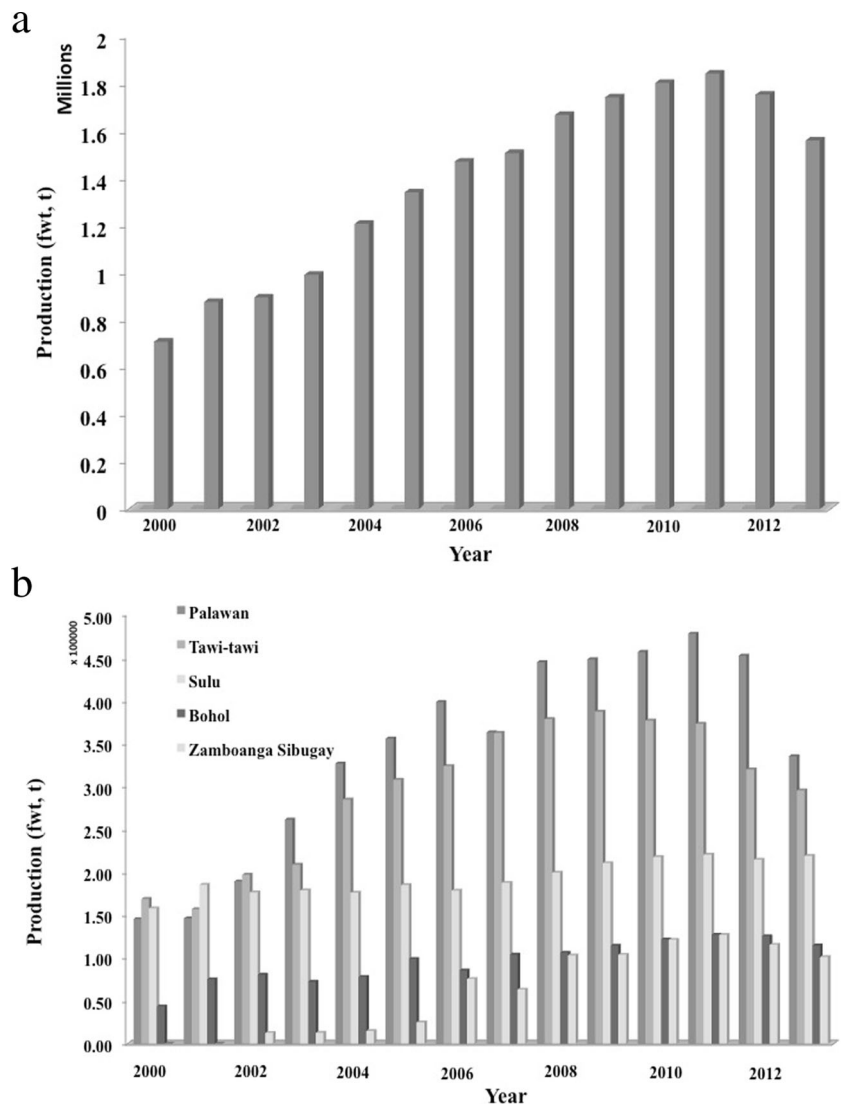 a
Millions
2
1.8
1.6
1.4
1.2
1
0.8
0.6
0.4
0.2
0
Production (fwt, t)
2000 2002 2004 2006 2008 2010 2012
Year
b
x 100000
5.00
4.50
4.00
3.50
3.00
2.50
2.00
1.50
1.00
0.50
0.00
Production (fwt, t)
Palawan
Tawi-tawi
Sulu
Bohol
Zamboanga Sibugay
2000 2002 2004 2006 2008 2010 2012
Year